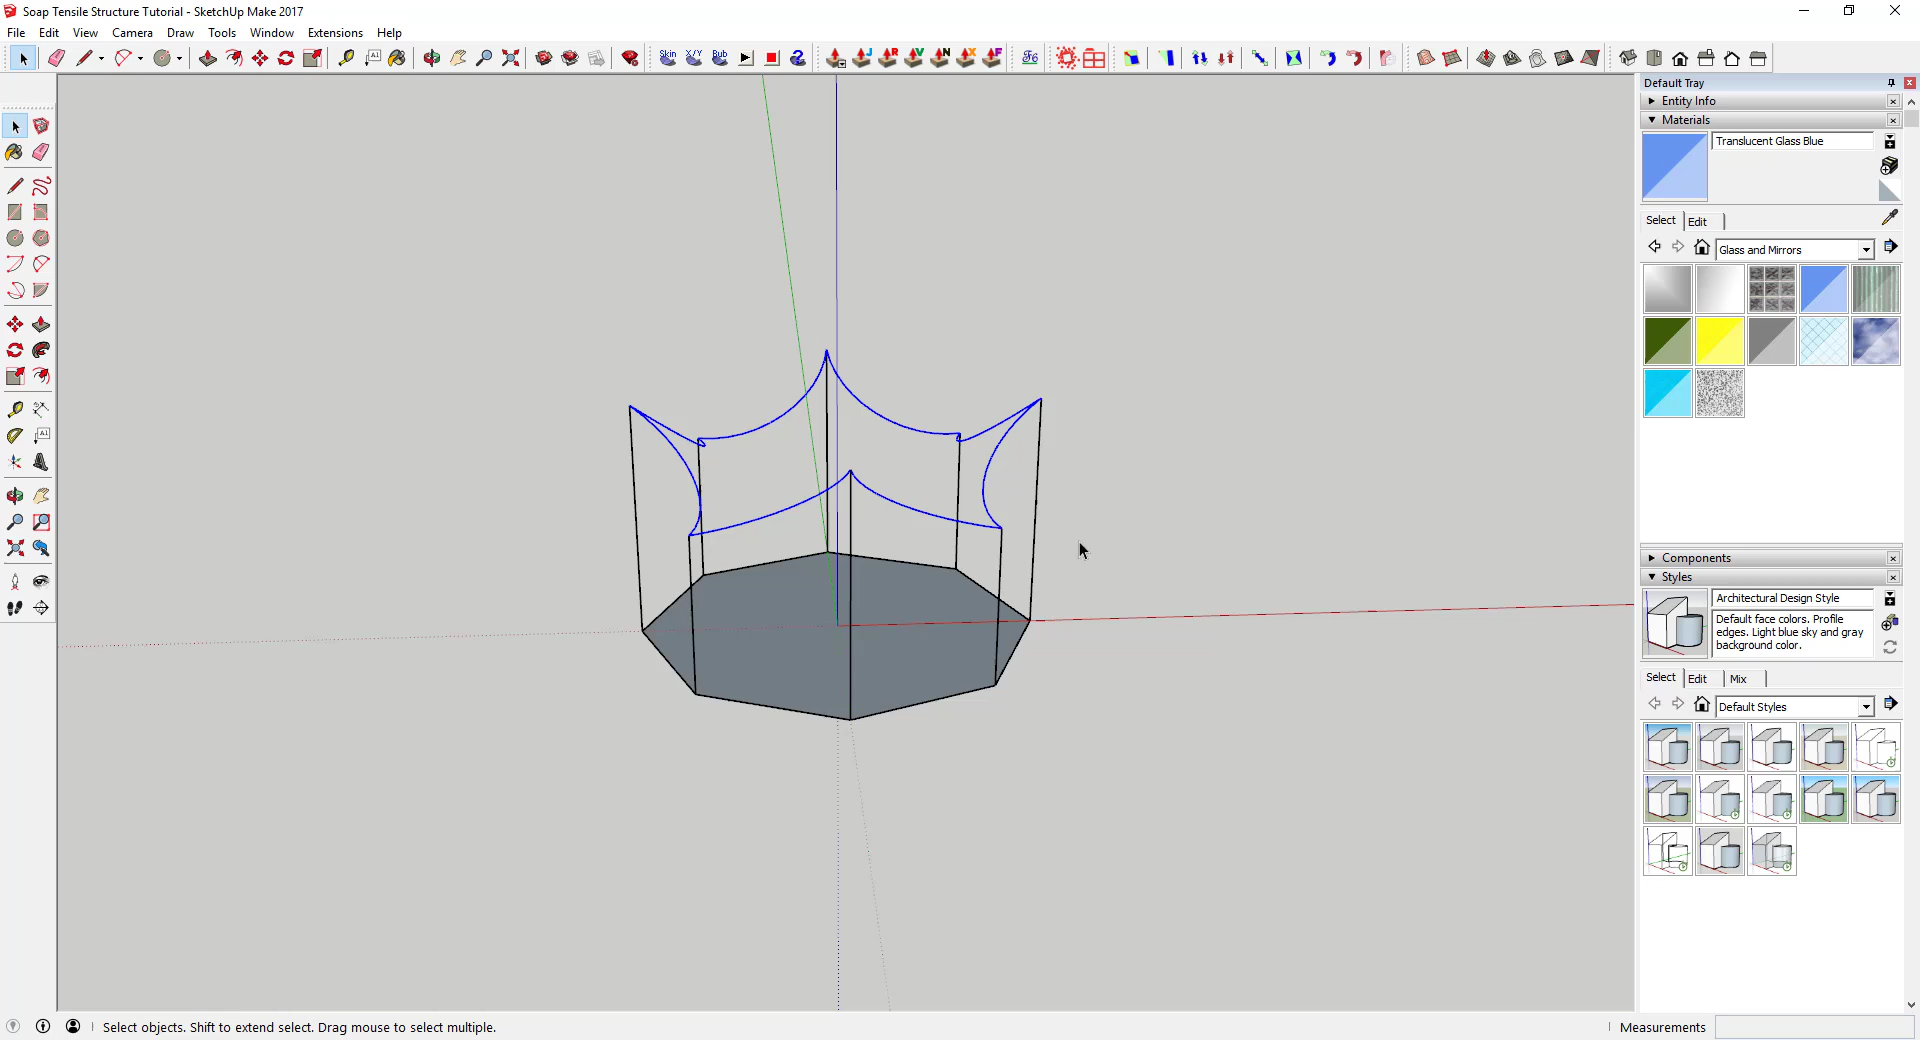 Soap Tensile Structure Tutorial - SketchUp Make 2017
File Edit View Camera Draw Tools Window Extensions Help
Skin X/Y Bub
Default Tray
Entity Info
Materials
Translucent Glass Blue
Select Edit
Glass and Mirrors
Components
Styles
Architectural Design Style
Default face colors. Profile
edges. Light blue sky and gray
background color.
Select Edit Mix
Default Styles
Select objects. Shift to extend select. Drag mouse to select multiple.
Measurements